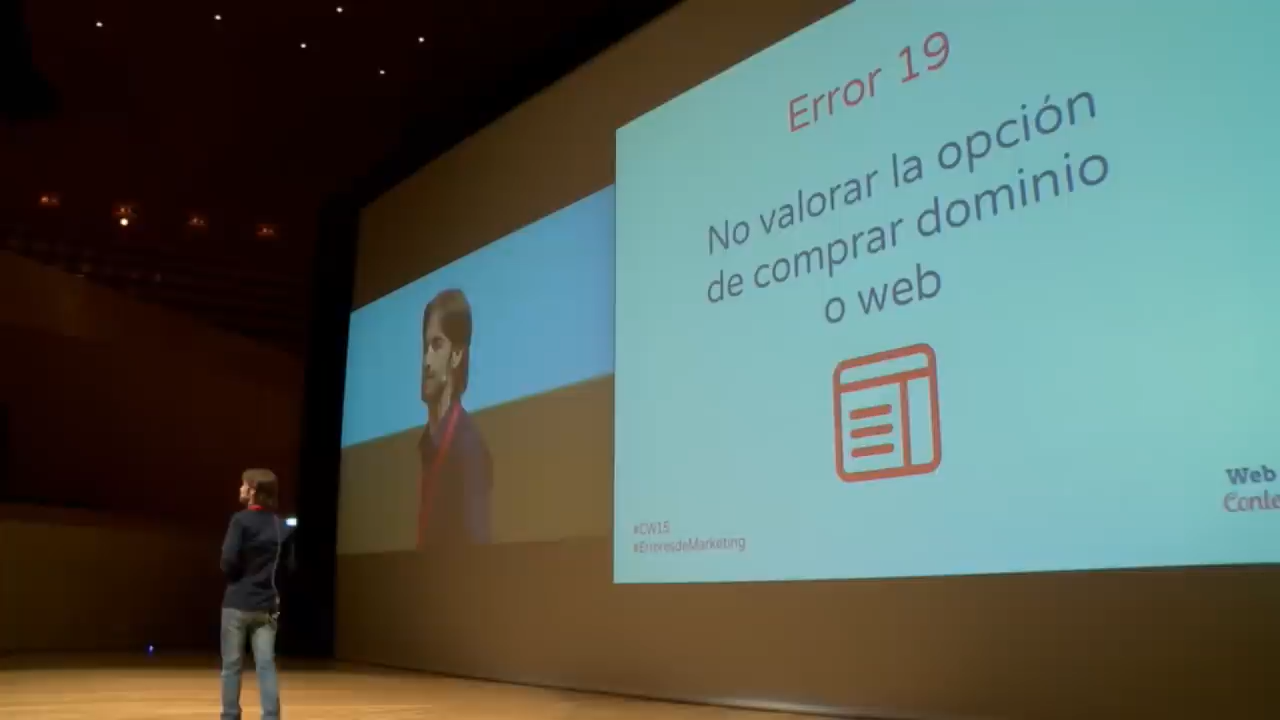 Error 19
No valorar la opción
de comprar dominio
o web
#CW15
#ErroresdeMarketing
Web